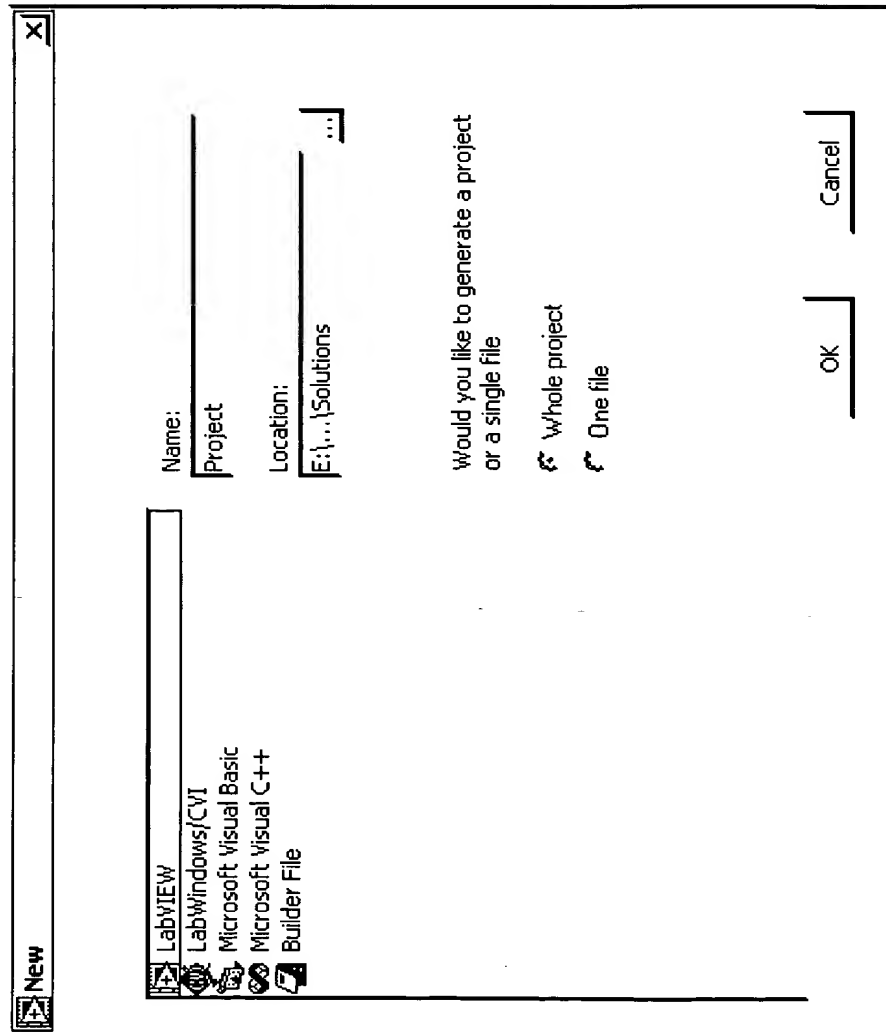 New
LabVIEW
LabWindows/CVI
Microsoft Visual Basic
Microsoft Visual C++
Builder File
Name:
Project
Location:
E:\...\Solutions
...
Would you like to generate a project
or a single file
Whole project
One file
OK
Cancel